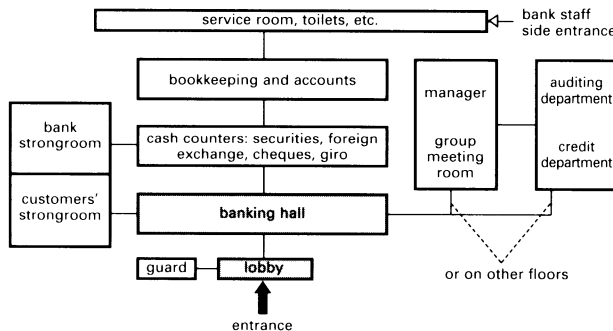 service room, toilets, etc.
bank staff
side entrance
bookkeeping and accounts
manager
group
meeting
room
auditing
department
credit
department
bank
strongroom
customers'
strongroom
cash counters: securities, foreign
exchange, cheques, giro
banking hall
guard
lobby
or on other floors
entrance